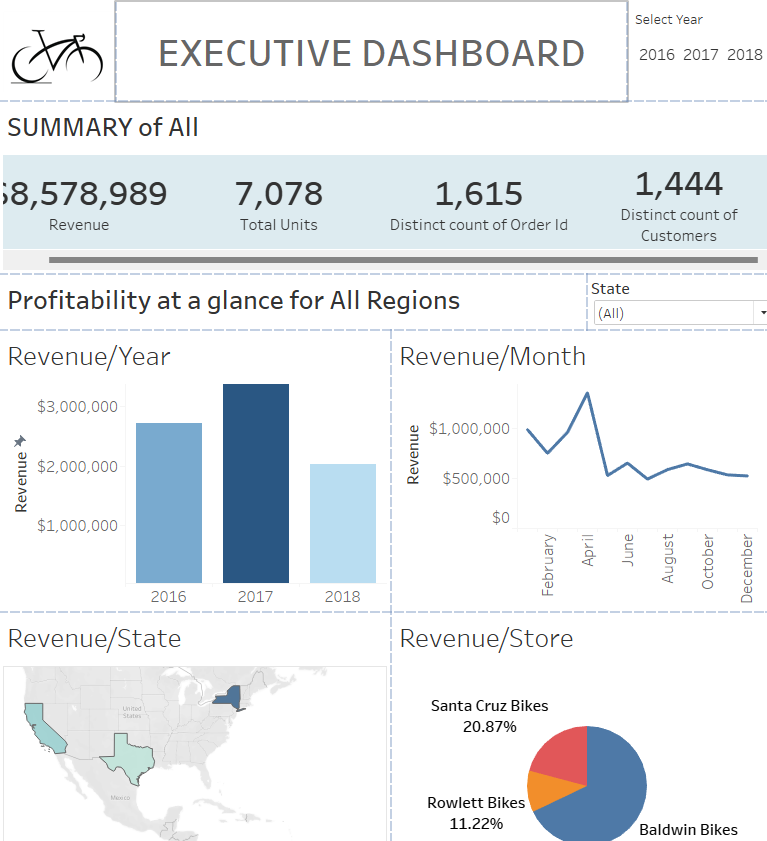 EXECUTIVE DASHBOARD
Select Year
2016 2017 2018
SUMMARY of All
$8,578,989
Revenue
7,078
Total Units
1,615
Distinct count of Order Id
1,444
Distinct count of
Customers
Profitability at a glance for All Regions
State
(All)
Revenue/Year
Revenue
$3,000,000
$2,000,000
$1,000,000
2016
2017
2018
Revenue/Month
Revenue
$1,000,000
$500,000
$0
February
April
June
August
October
December
Revenue/State
United
States
Mexico
Revenue/Store
Santa Cruz Bikes
20.87%
Rowlett Bikes
11.22%
Baldwin Bikes